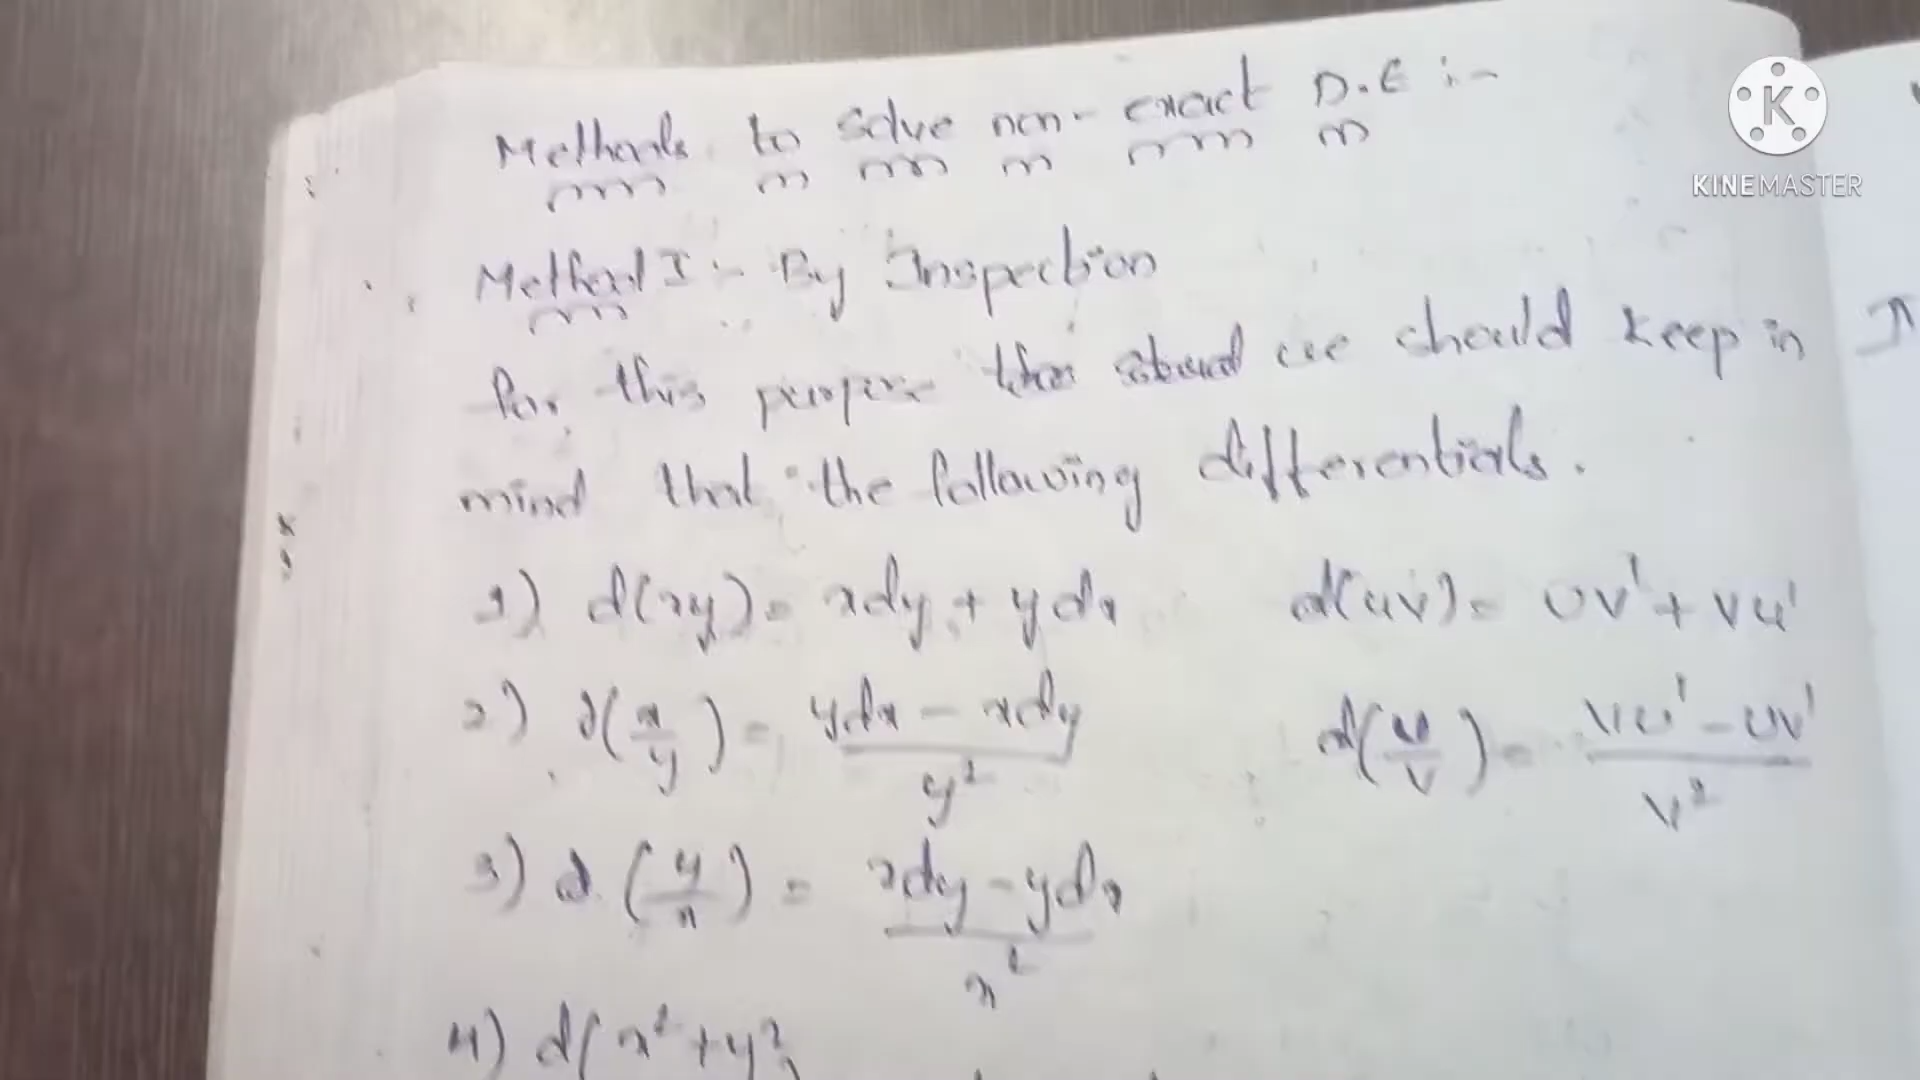 Methods to solve non-exact D.E :-
KINEMASTER
Method I :- By Inspection
for this we should keep in
mind that the following differentials.
1) d(xy) = xdy + ydx d(uv) = UV' + VU'
2) d(x/y) = ydx - xdy / y² d(u/v) = VU' - UV' / V²
3) d(y/x) = xdy - ydx / x²
4) d(x² + y²